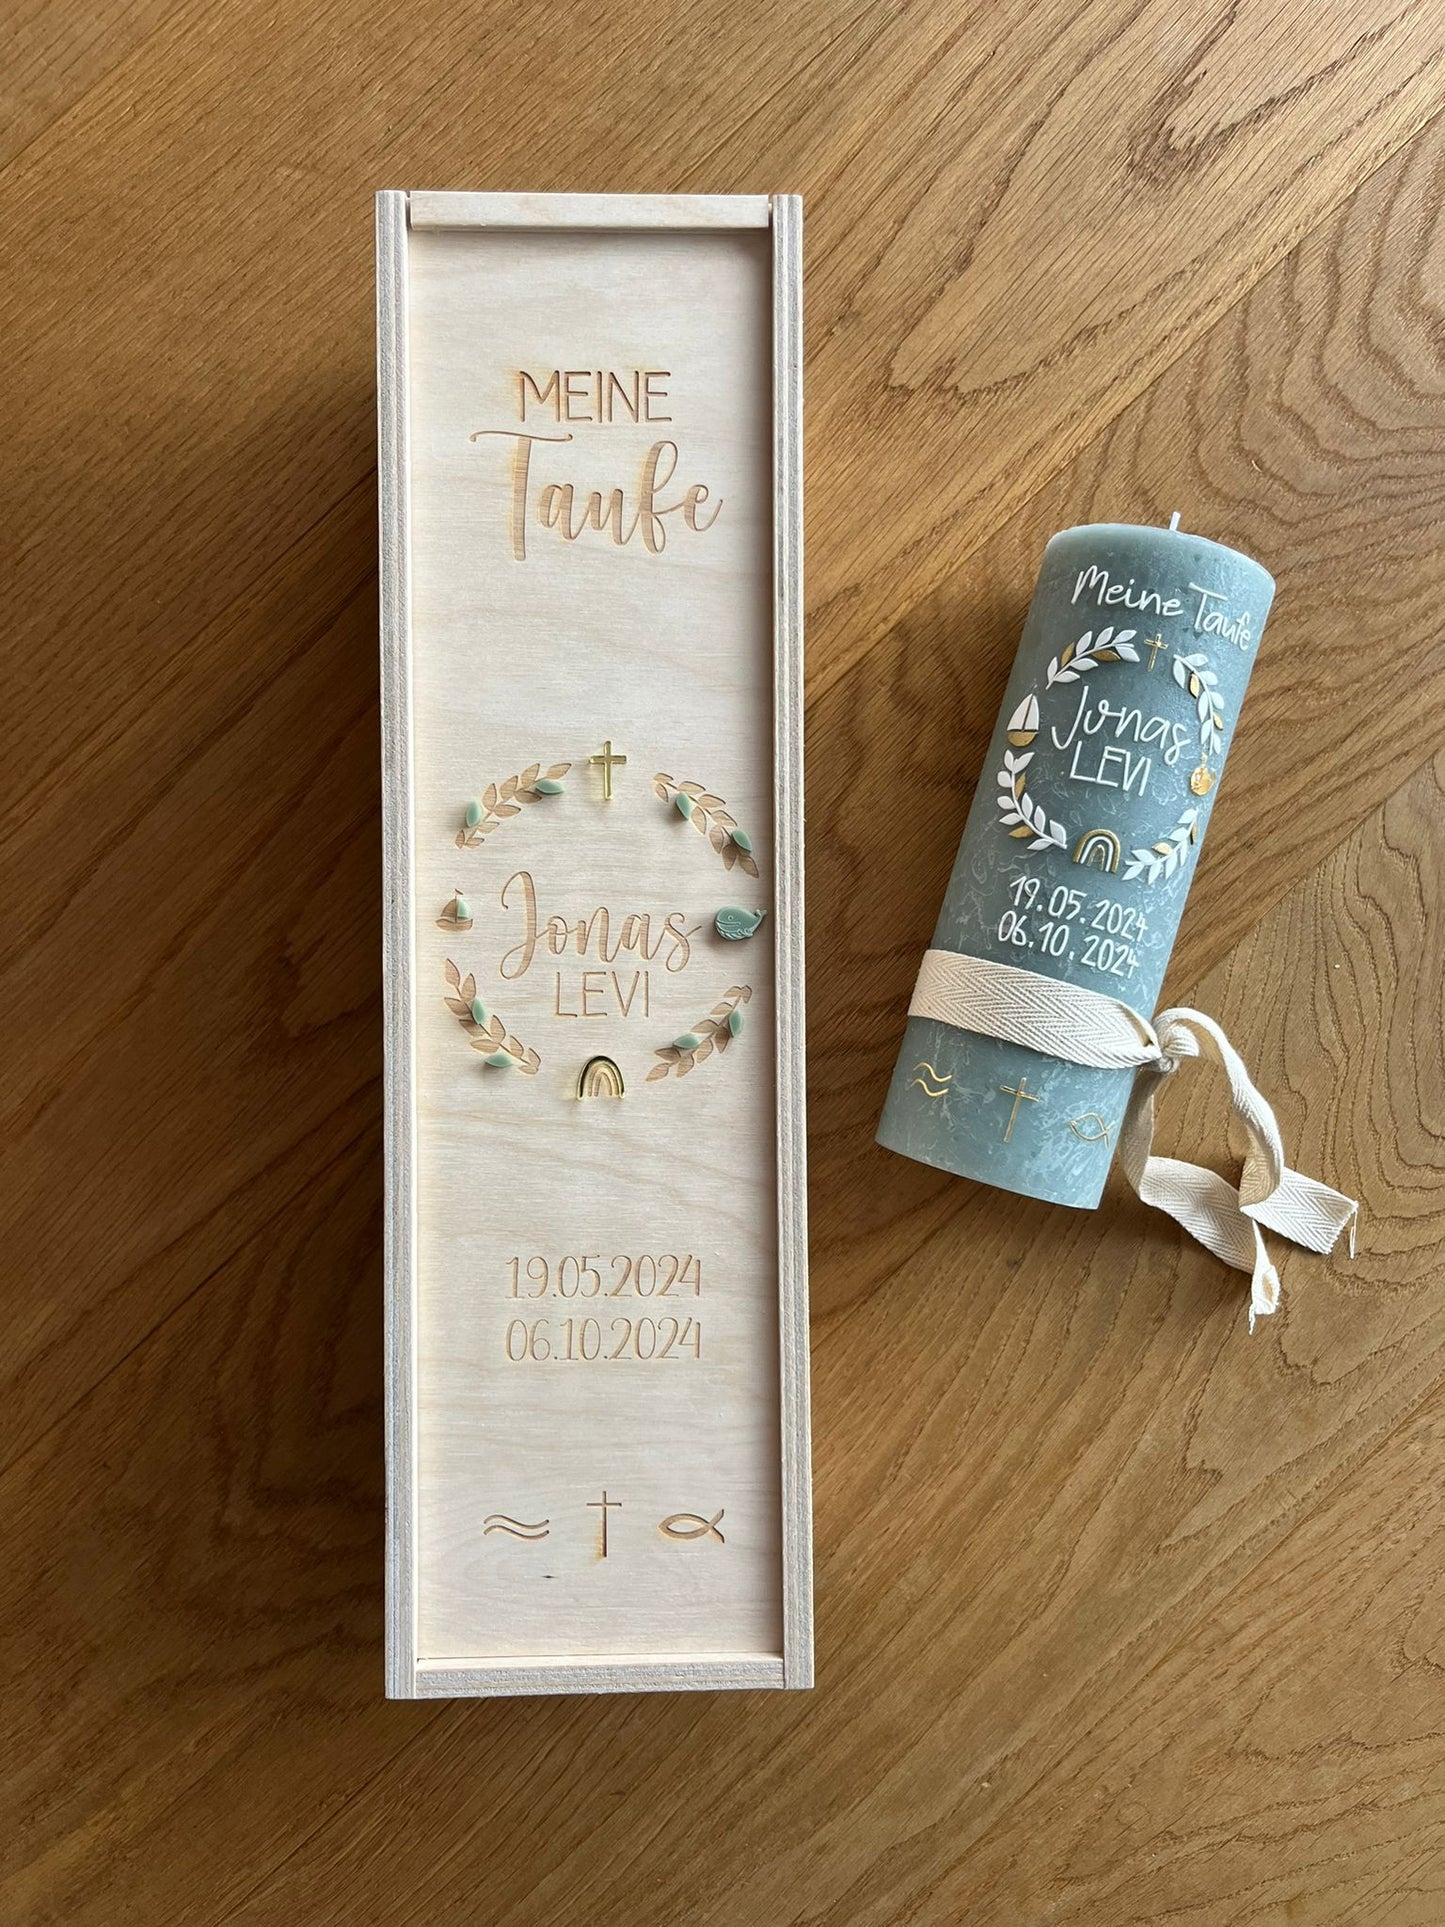 MEINE
Taufe
Jonas
LEVI
19.05.2024
06.10.2024
Meine Taufe
Jonas
LEVI
19.05.2024
06.10.2024